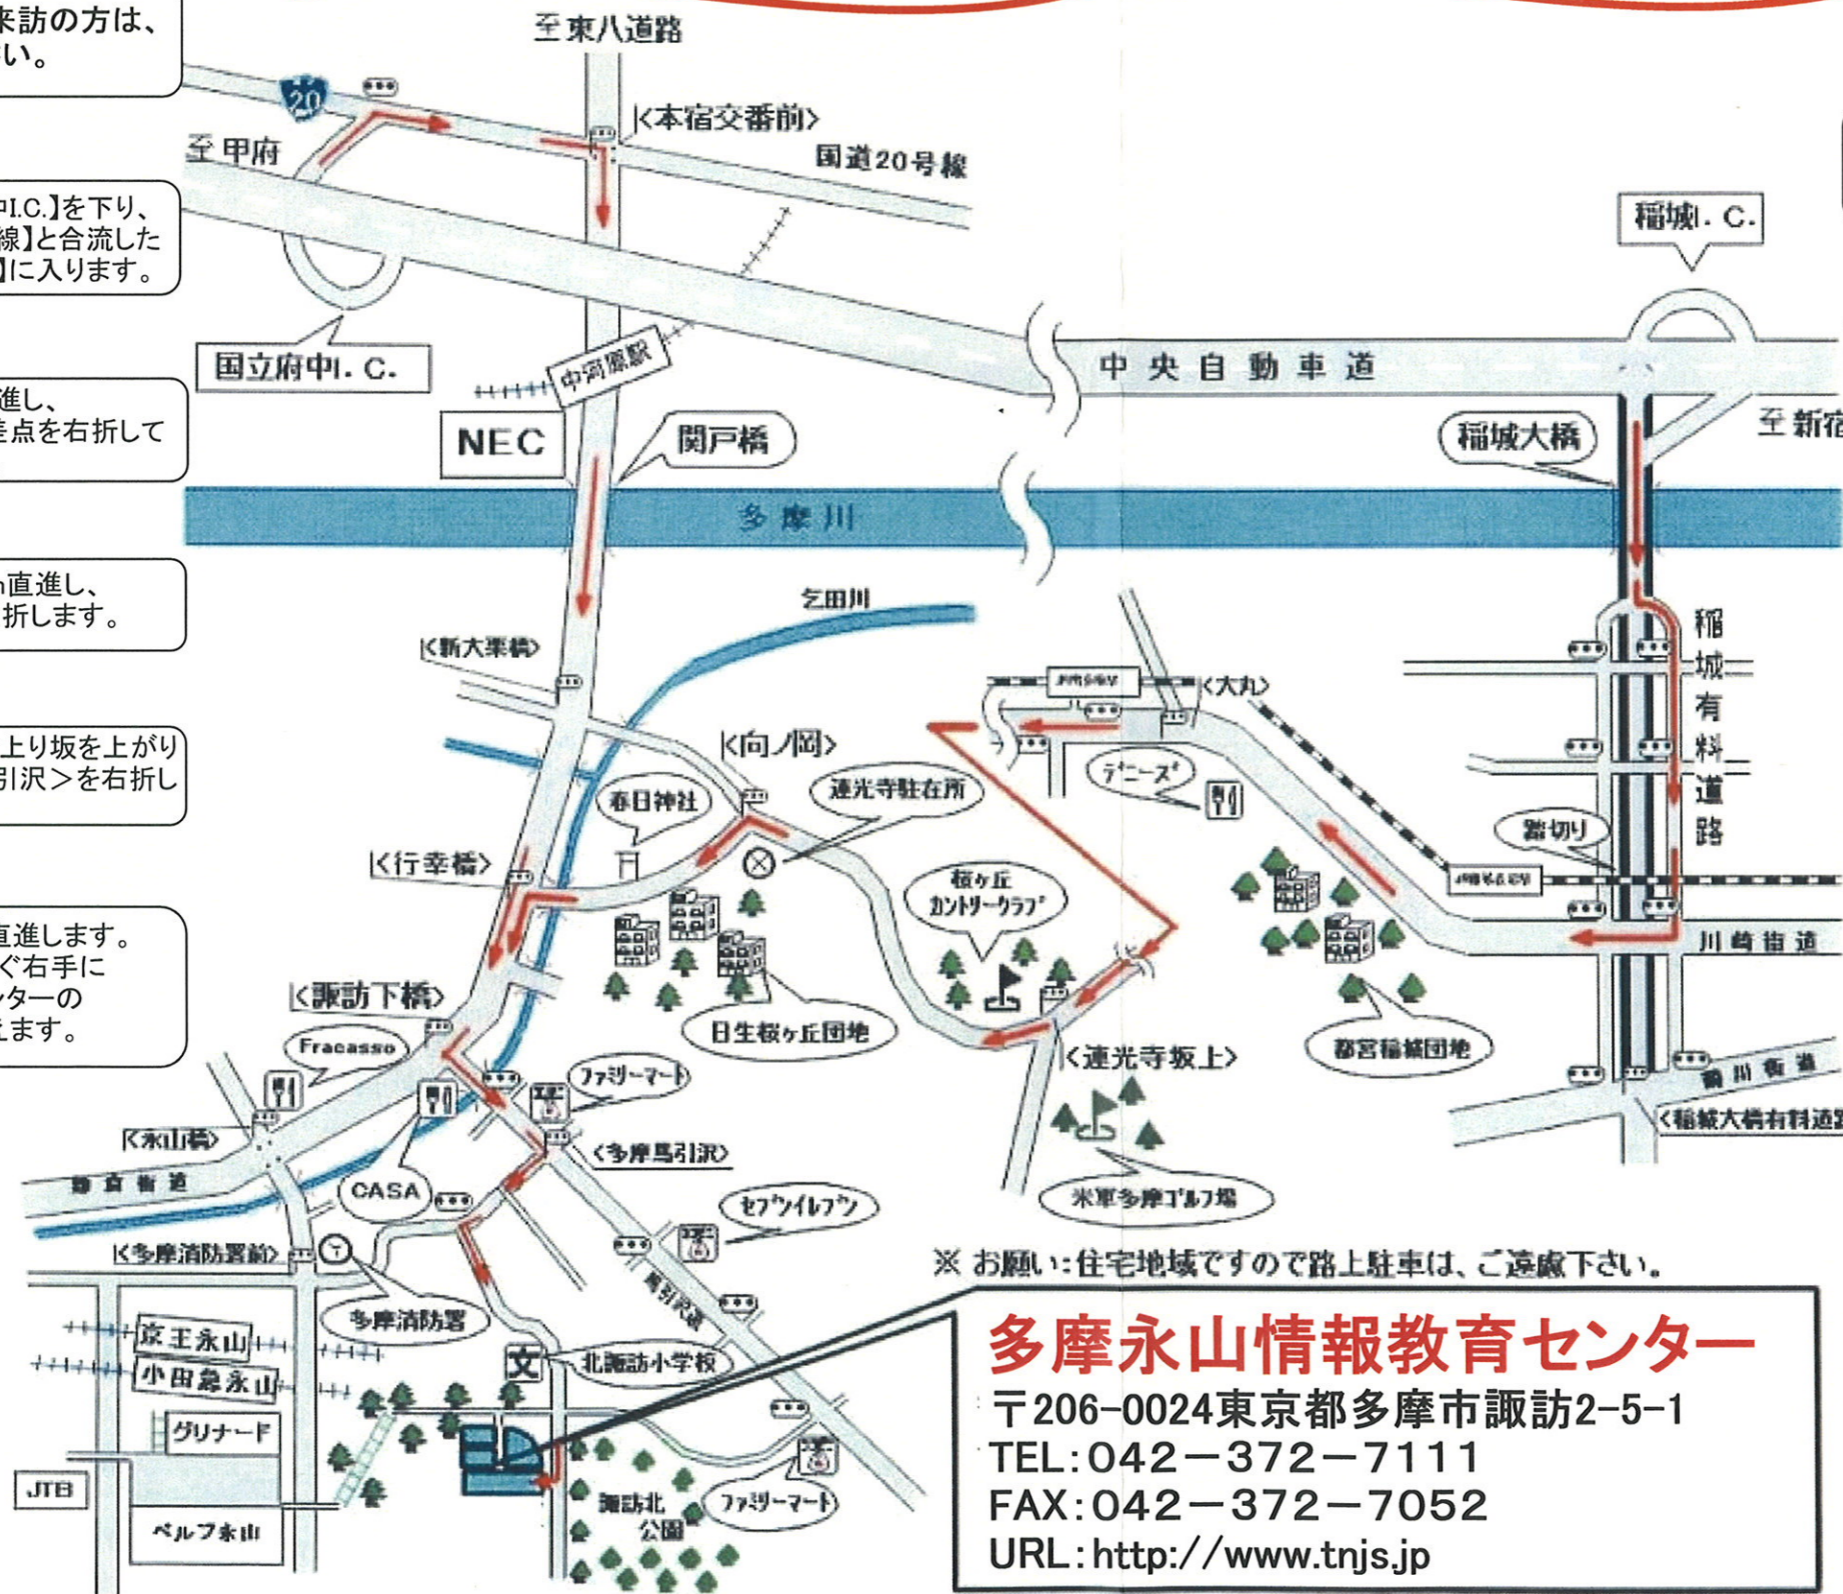 来訪の方は、
い。
I.C.】を下り、
線】と合流した
】に入ります。
進し、
差点を右折して
直進し、
折します。
上り坂を上がり
引沢＞を右折し
直進します。
ぐ右手に
ンターの
えます。
至東八道路
20
<本宿交番前>
至甲府
国道20号線
国立府中I.C.
中河原駅
NEC
関戸橋
稲城I.C.
中央自動車道
至新宿
稲城大橋
多摩川
乞田川
<新大栗橋>
<大丸>
稲城有料道路
<向ノ岡>
デニーズ
春日神社
連光寺駐在所
踏切り
<行幸橋>
桜ヶ丘
カントリークラブ
川崎街道
<諏訪下橋>
日生桜ヶ丘団地
Fracasso
ファミリーマート
<連光寺坂上>
都営稲城団地
鶴川街道
<稲城大橋有料道路
<永山橋>
<多摩馬引沢>
鎌倉街道
CASA
セブンイレブン
米軍多摩ゴルフ場
<多摩消防署前>
馬引沢通
多摩消防署
京王永山
小田急永山
文
北諏訪小学校
グリナード
JTB
ベルブ永山
諏訪北
公園
ファミリーマート
※ お願い:住宅地域ですので路上駐車は、ご遠慮下さい。
多摩永山情報教育センター
〒206-0024東京都多摩市諏訪2-5-1
TEL:042－372－7111
FAX:042－372－7052
URL:http://www.tnjs.jp